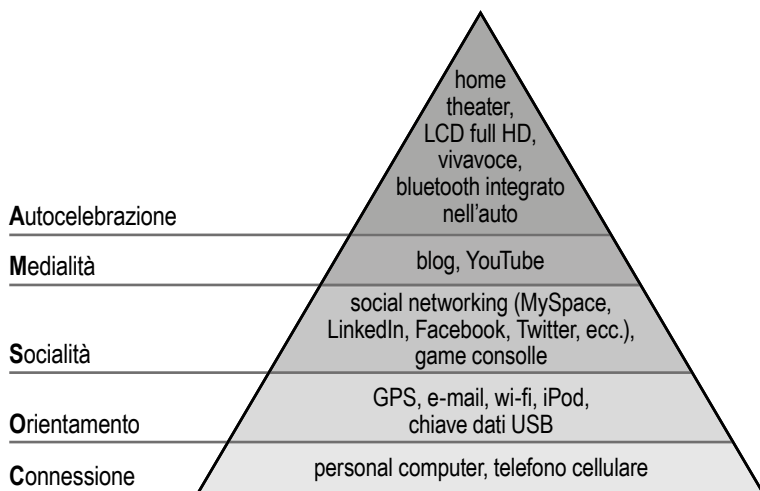 home
theater,
LCD full HD,
vivavoce,
bluetooth integrato
nell'auto
Autocelebrazione
blog, YouTube
Medialità
social networking (MySpace,
LinkedIn, Facebook, Twitter, ecc.),
game consolle
Socialità
GPS, e-mail, wi-fi, iPod,
chiave dati USB
Orientamento
personal computer, telefono cellulare
Connessione